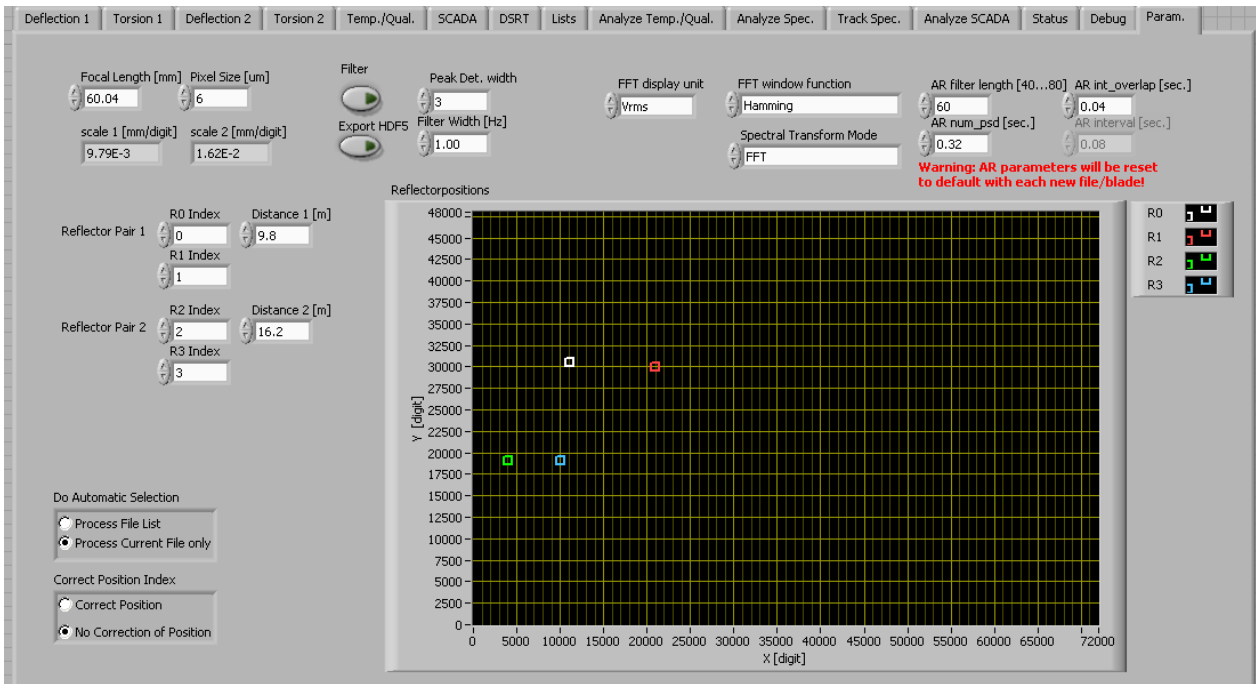 Deflection 1 Torsion 1 Deflection 2 Torsion 2 Temp./Qual. SCADA DSRT Lists Analyze Temp./Qual. Analyze Spec. Track Spec. Analyze SCADA Status Debug Param.
Focal Length [mm] Pixel Size [um]
60.04 6
scale 1 [mm/digit] scale 2 [mm/digit]
9.79E-3 1.62E-2
Filter
Export HDF5
Peak Det. width
3
Filter Width [Hz]
1.00
FFT display unit
Vrms
FFT window function
Hamming
Spectral Transform Mode
FFT
AR filter length [40...80] AR int_overlap [sec.]
60 0.04
AR num_psd [sec.] AR interval [sec.]
0.32 0.08
Warning: AR parameters will be reset
to default with each new file/blade!
R0 Index Distance 1 [m]
Reflector Pair 1 0 9.8
R1 Index
1
R2 Index Distance 2 [m]
Reflector Pair 2 2 16.2
R3 Index
3
Do Automatic Selection
Process File List
Process Current File only
Correct Position Index
Correct Position
No Correction of Position
Reflectorpositions
48000
45000
42500
40000
37500
35000
32500
30000
27500
25000
22500
20000
17500
15000
12500
10000
7500
5000
2500
0
Y [digit]
0 5000 10000 15000 20000 25000 30000 35000 40000 45000 50000 55000 60000 65000 72000
X [digit]
R0
R1
R2
R3